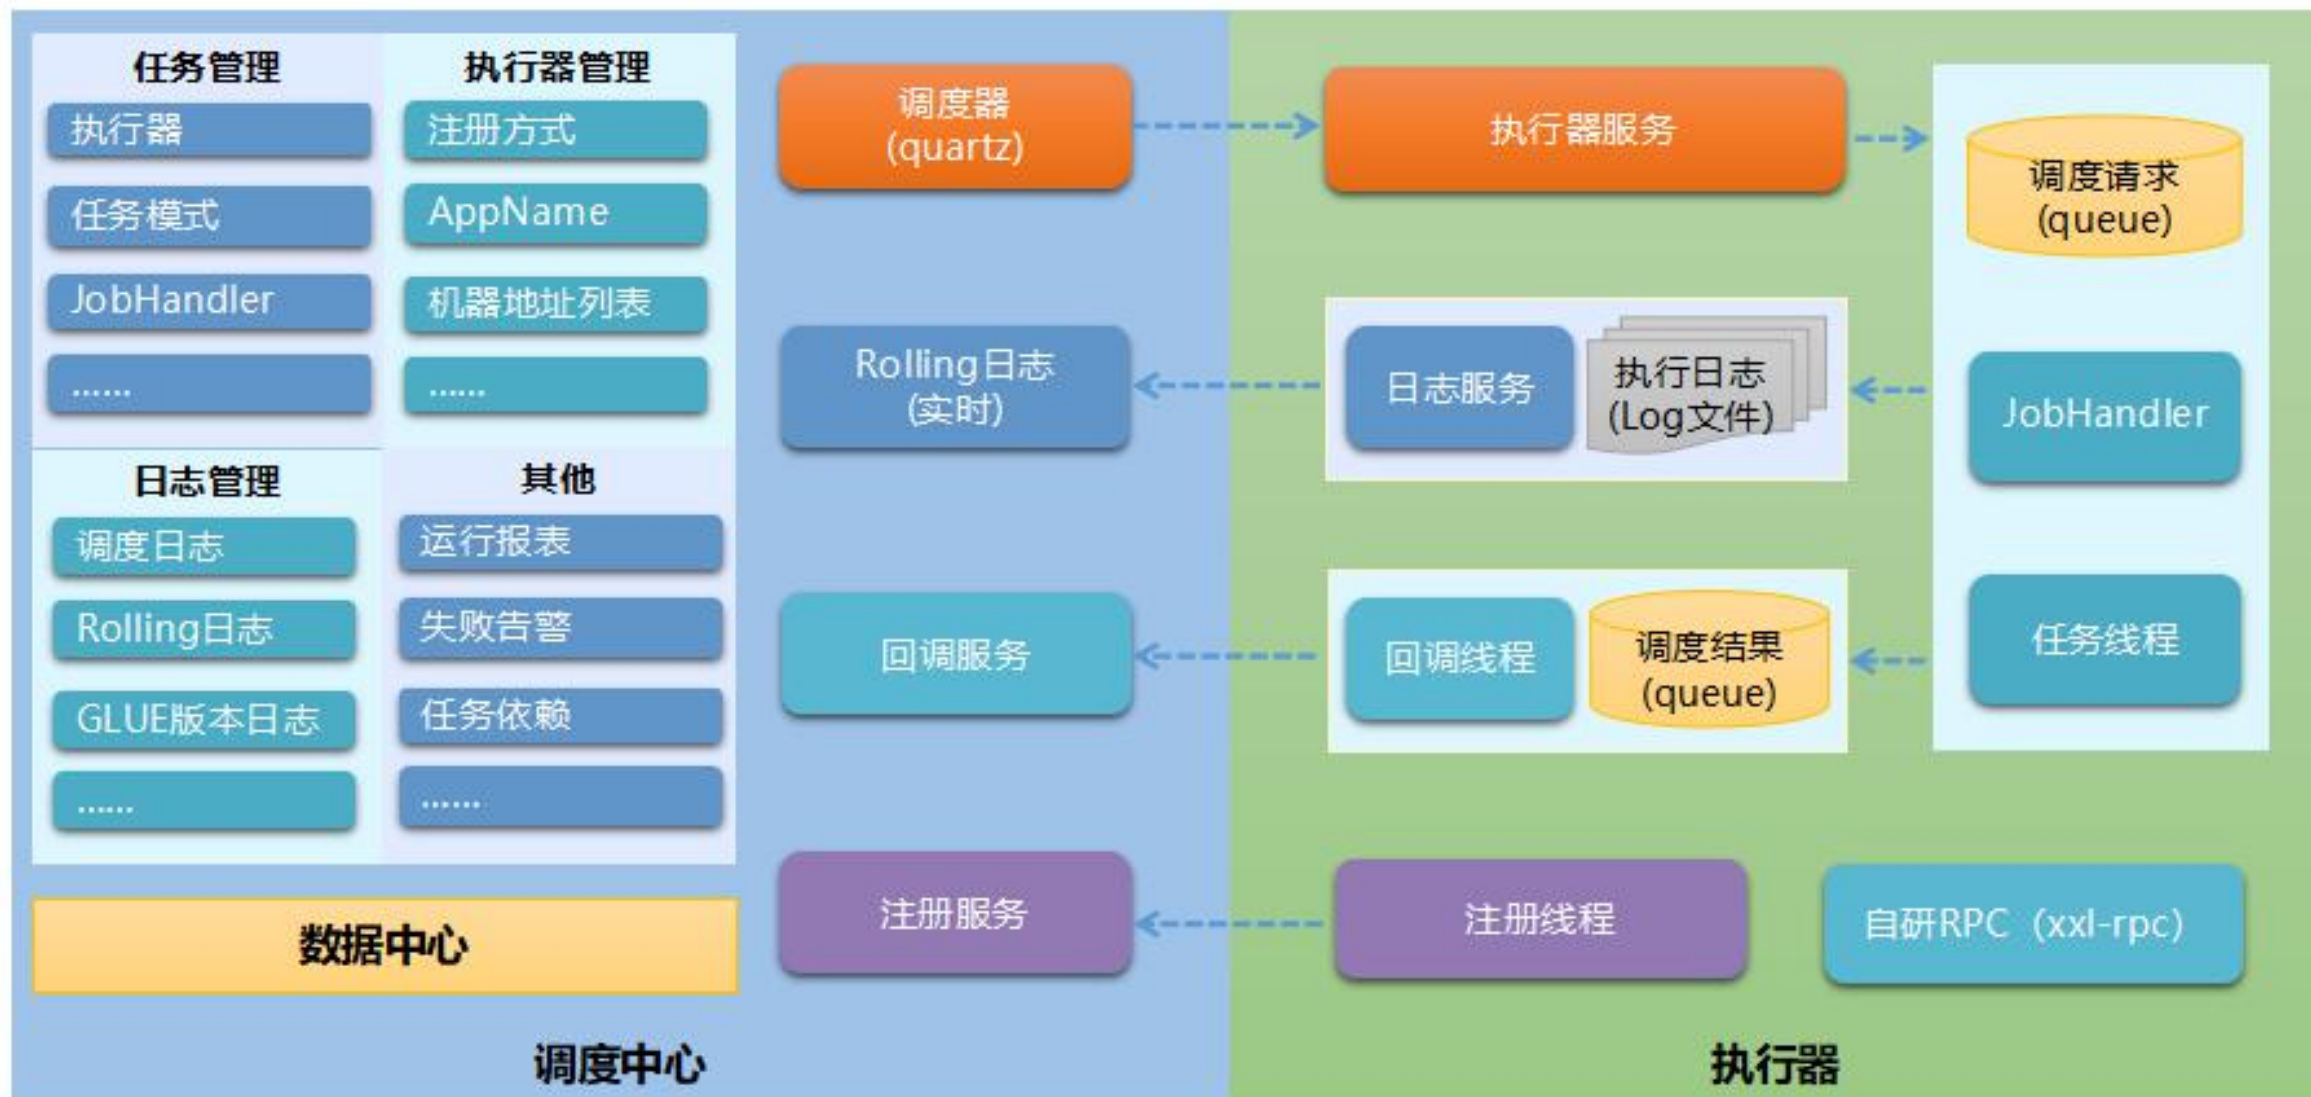 任务管理
执行器
任务模式
JobHandler
......
执行器管理
注册方式
AppName
机器地址列表
......
日志管理
调度日志
Rolling日志
GLUE版本日志
......
其他
运行报表
失败告警
任务依赖
......
数据中心
调度器
(quartz)
Rolling日志
(实时)
回调服务
注册服务
调度中心
执行器服务
日志服务
执行日志
(Log文件)
回调线程
调度结果
(queue)
注册线程
调度请求
(queue)
JobHandler
任务线程
自研RPC（xxl-rpc）
执行器